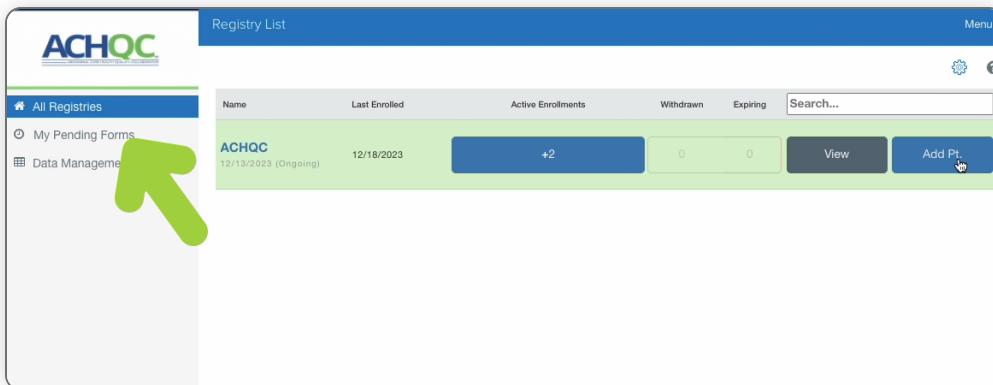 ACHQC
Registry List
Menu
All Registries
My Pending Forms
Data Manageme
Name
Last Enrolled
Active Enrollments
Withdrawn
Expiring
Search...
ACHQC
12/13/2023 (Ongoing)
12/18/2023
+2
0
0
View
Add Pt.